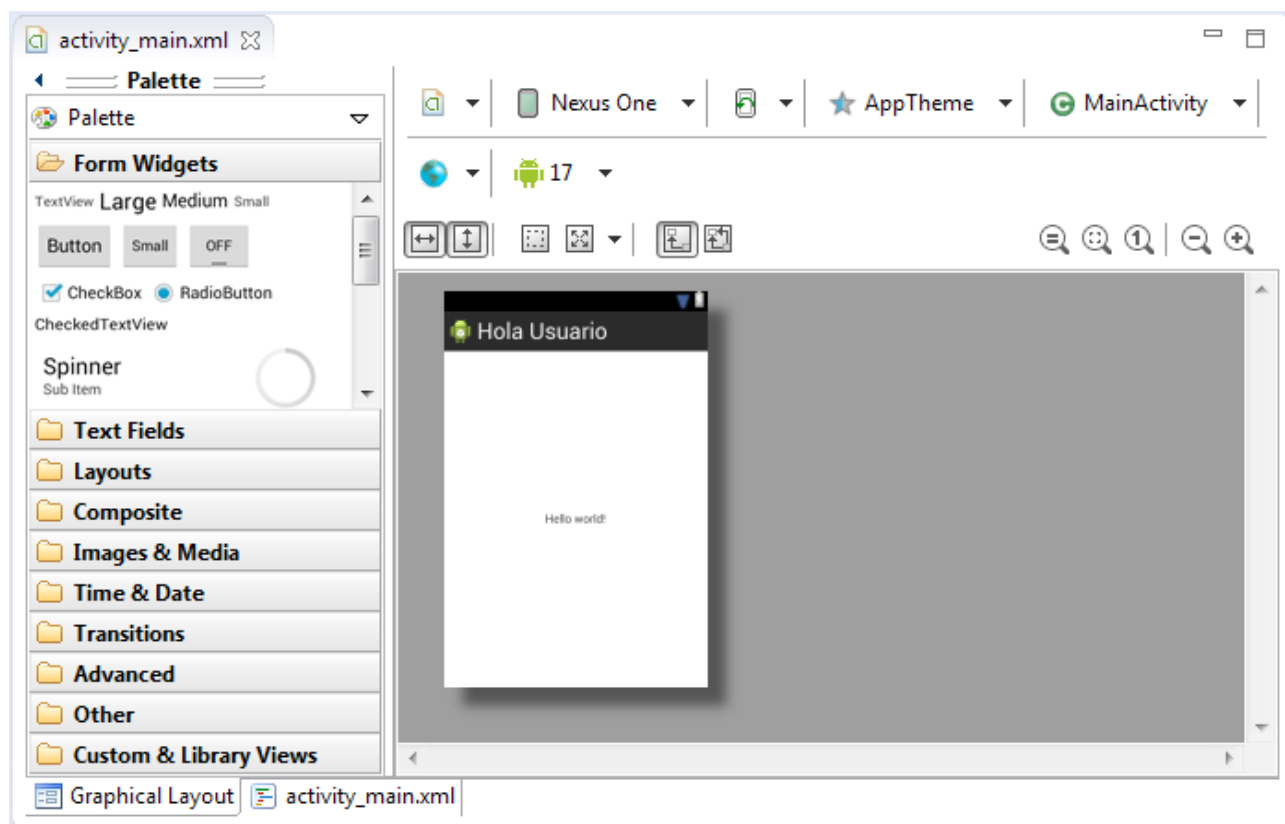 activity_main.xml
Palette
Palette
Form Widgets
TextView Large Medium Small
Button Small OFF
CheckBox RadioButton
CheckedTextView
Spinner
Sub Item
Text Fields
Layouts
Composite
Images & Media
Time & Date
Transitions
Advanced
Other
Custom & Library Views
Graphical Layout activity_main.xml
Nexus One AppTheme MainActivity
17
Hola Usuario
Hello world!